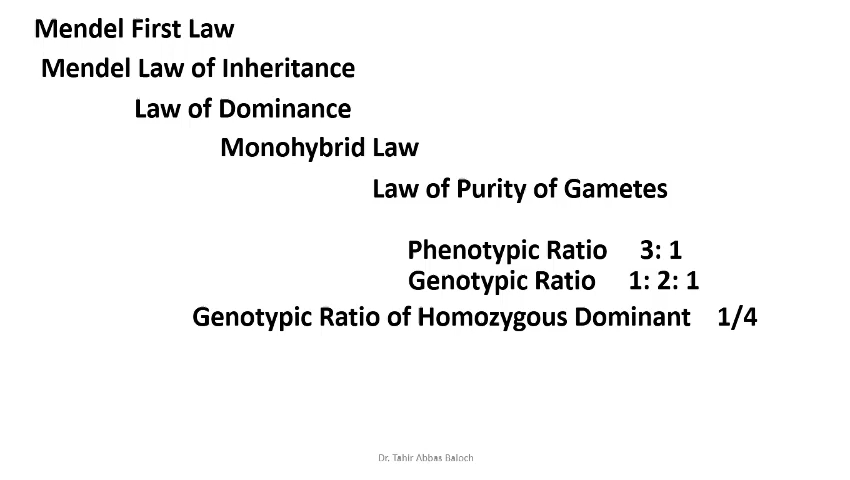 Mendel First Law
Mendel Law of Inheritance
Law of Dominance
Monohybrid Law
Law of Purity of Gametes
Phenotypic Ratio 3: 1
Genotypic Ratio 1: 2: 1
Genotypic Ratio of Homozygous Dominant 1/4
Dr. Tahir Abbas Baloch